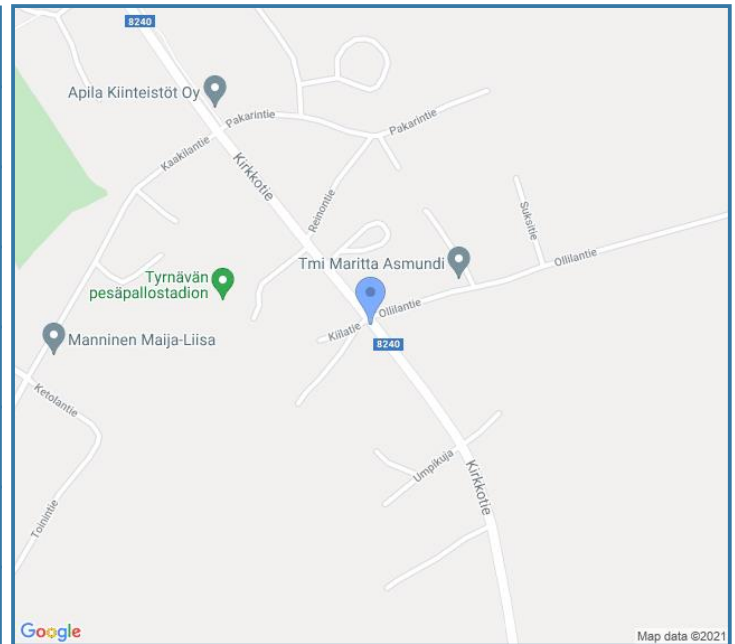 8240
Apila Kiinteistöt Oy
Pakarintie
Pakarintie
Kaakilantie
Kirkkotie
Reinontie
Suksitie
Tmi Maritta Asmundi
Ollilantie
Tyrnävän
pesäpallostadion
Ollilantie
Kiilatie
8240
Manninen Maija-Liisa
Ketolantie
Umpikuja
Kirkkotie
Toinintie
Google
Map data ©2021